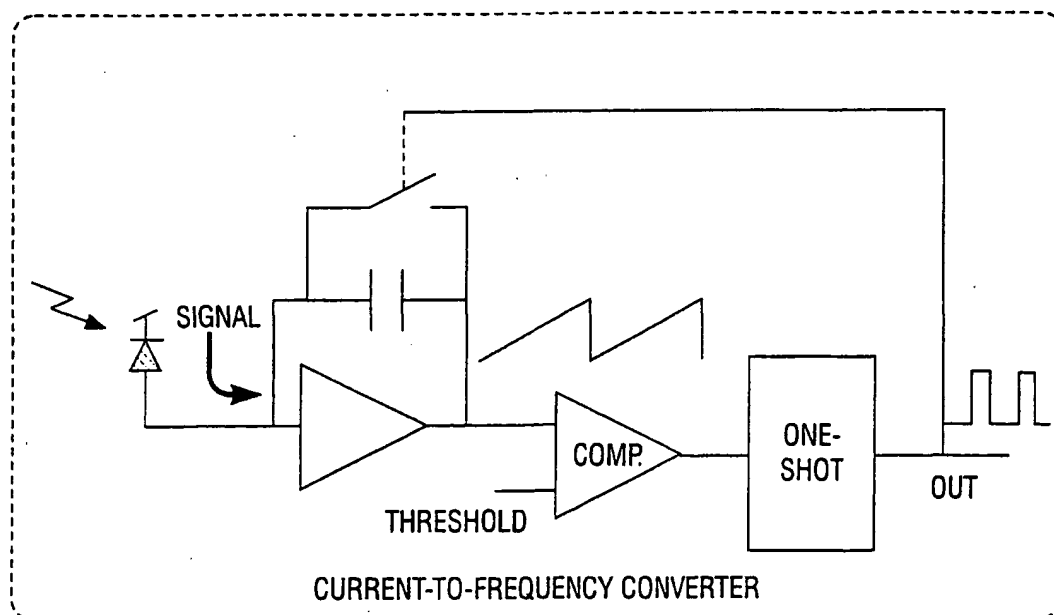 SIGNAL
COMP.
ONE-
SHOT
OUT
THRESHOLD
CURRENT-TO-FREQUENCY CONVERTER